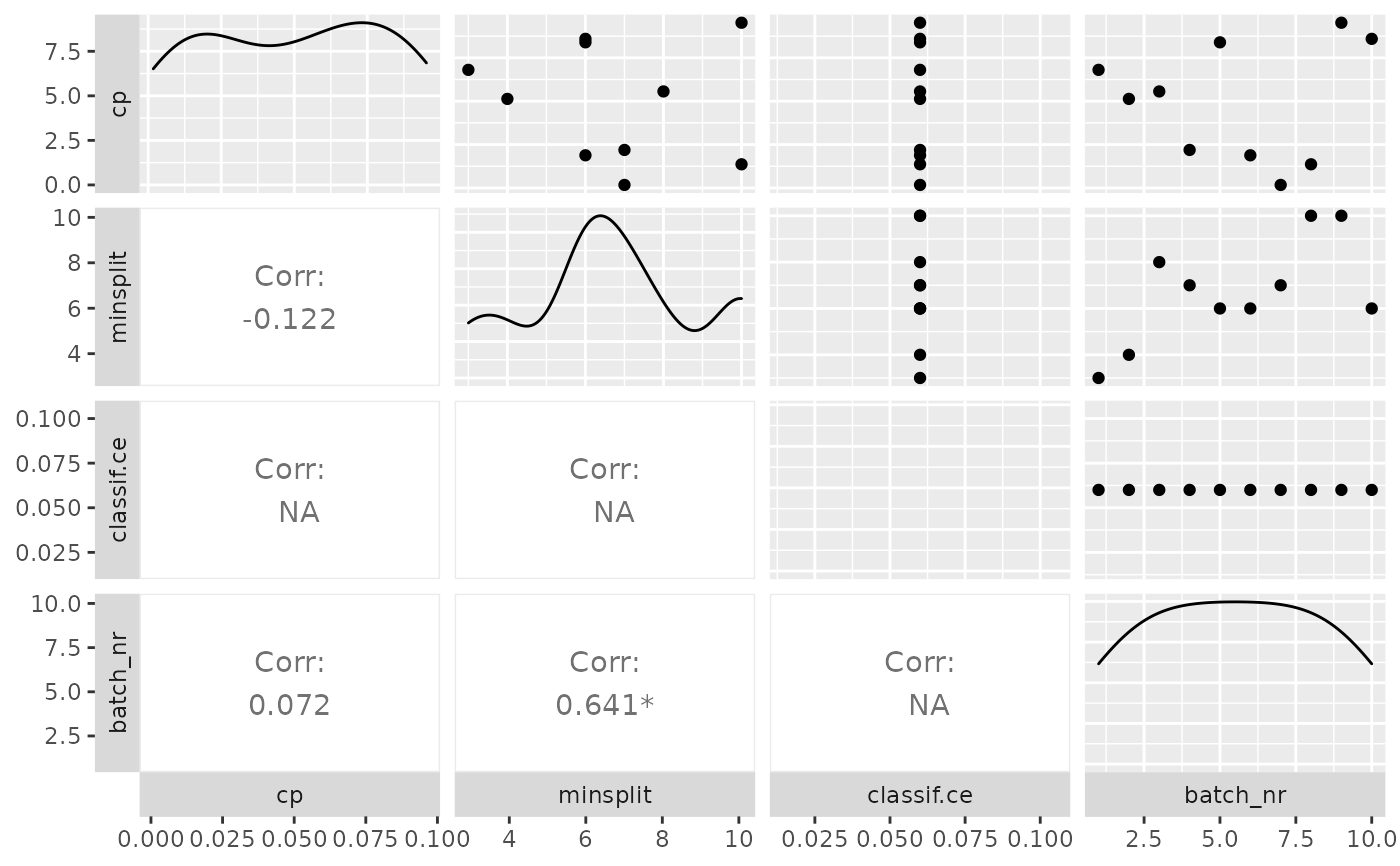 7.5
5.0
2.5
0.0
cp
10
8
6
4
minsplit
Corr:
-0.122
0.100
0.075
0.050
0.025
classif.ce
Corr:
NA
Corr:
NA
10.0
7.5
5.0
2.5
batch_nr
Corr:
0.072
Corr:
0.641*
Corr:
NA
cp minsplit classif.ce batch_nr
0.000 0.025 0.050 0.075 0.100 4 6 8 10 0.025 0.050 0.075 0.100 2.5 5.0 7.5 10.0